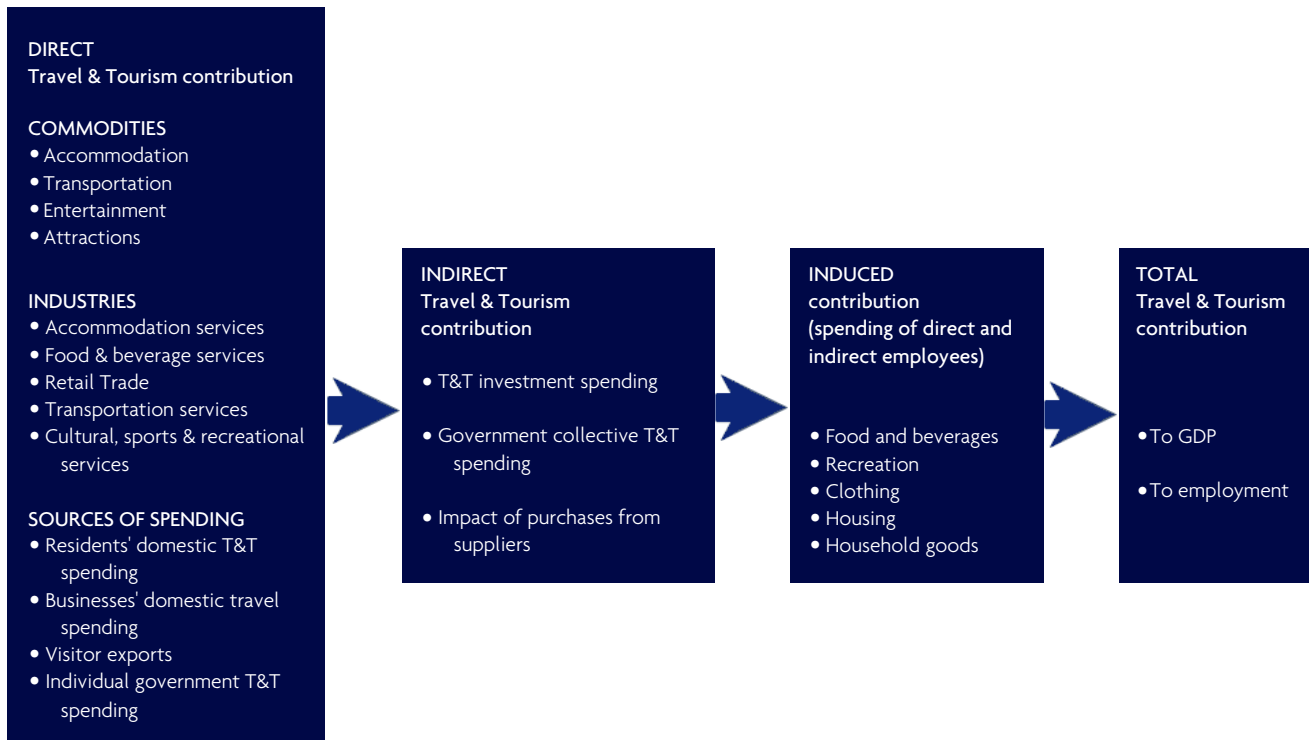 DIRECT
Travel & Tourism contribution
COMMODITIES
• Accommodation
• Transportation
• Entertainment
• Attractions
INDUSTRIES
• Accommodation services
• Food & beverage services
• Retail Trade
• Transportation services
• Cultural, sports & recreational
services
SOURCES OF SPENDING
• Residents' domestic T&T
spending
• Businesses' domestic travel
spending
• Visitor exports
• Individual government T&T
spending
INDIRECT
Travel & Tourism
contribution
• T&T investment spending
• Government collective T&T
spending
• Impact of purchases from
suppliers
INDUCED
contribution
(spending of direct and
indirect employees)
• Food and beverages
• Recreation
• Clothing
• Housing
• Household goods
TOTAL
Travel & Tourism
contribution
• To GDP
• To employment